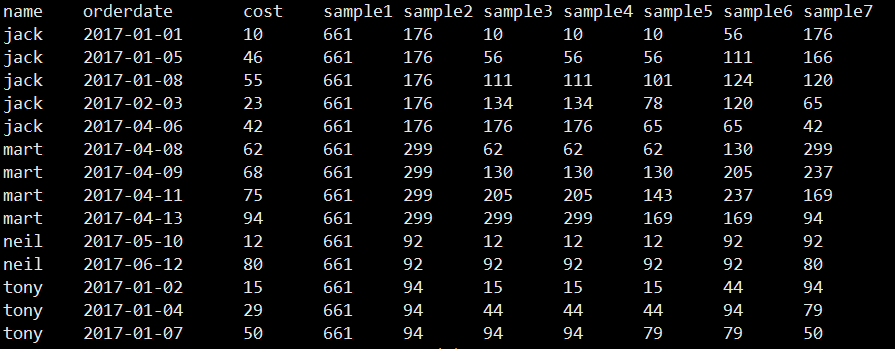 name orderdate cost sample1 sample2 sample3 sample4 sample5 sample6 sample7
jack 2017-01-01 10 661 176 10 10 10 56 176
jack 2017-01-05 46 661 176 56 56 56 111 166
jack 2017-01-08 55 661 176 111 111 101 124 120
jack 2017-02-03 23 661 176 134 134 78 120 65
jack 2017-04-06 42 661 176 176 176 65 65 42
mart 2017-04-08 62 661 299 62 62 62 130 299
mart 2017-04-09 68 661 299 130 130 130 205 237
mart 2017-04-11 75 661 299 205 205 143 237 169
mart 2017-04-13 94 661 299 299 299 169 169 94
neil 2017-05-10 12 661 92 12 12 12 92 92
neil 2017-06-12 80 661 92 92 92 92 92 80
tony 2017-01-02 15 661 94 15 15 15 44 94
tony 2017-01-04 29 661 94 44 44 44 94 79
tony 2017-01-07 50 661 94 94 94 79 79 50